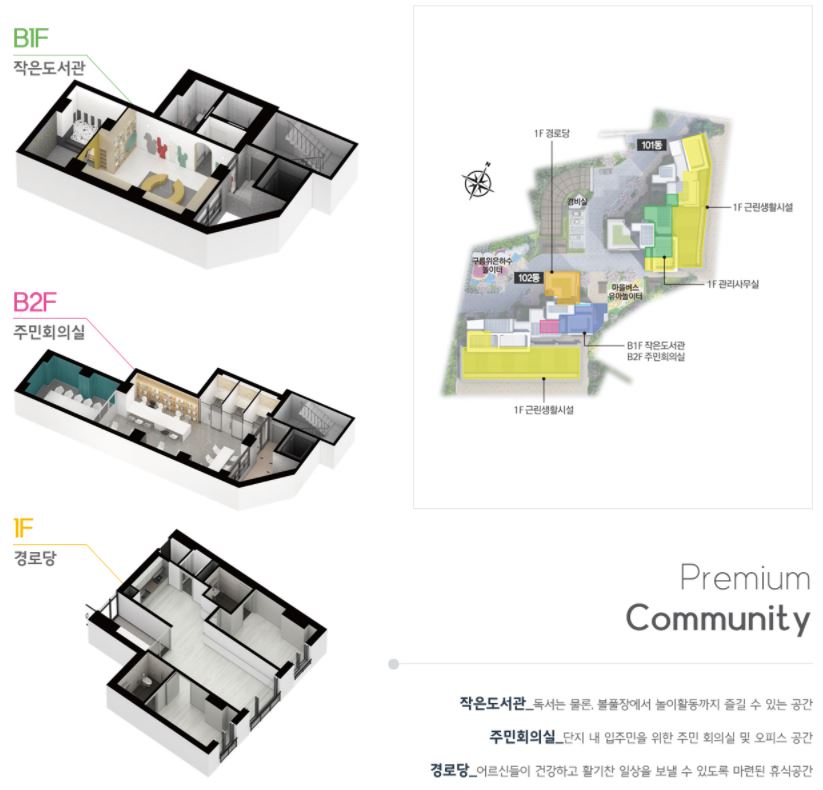 B1F
작은도서관
B2F
주민회의실
1F
경로당
1F 경로당
101동
경비실
1F 근린생활시설
구름위은하수
놀이터
102동
마을버스
유아놀이터
1F 관리사무실
B1F 작은도서관
B2F 주민회의실
1F 근린생활시설
Premium
Community
작은도서관_독서는 물론, 볼풀장에서 놀이활동까지 즐길 수 있는 공간
주민회의실_단지 내 입주민을 위한 주민 회의실 및 오피스 공간
경로당_어르신들이 건강하고 활기찬 일상을 보낼 수 있도록 마련된 휴식공간